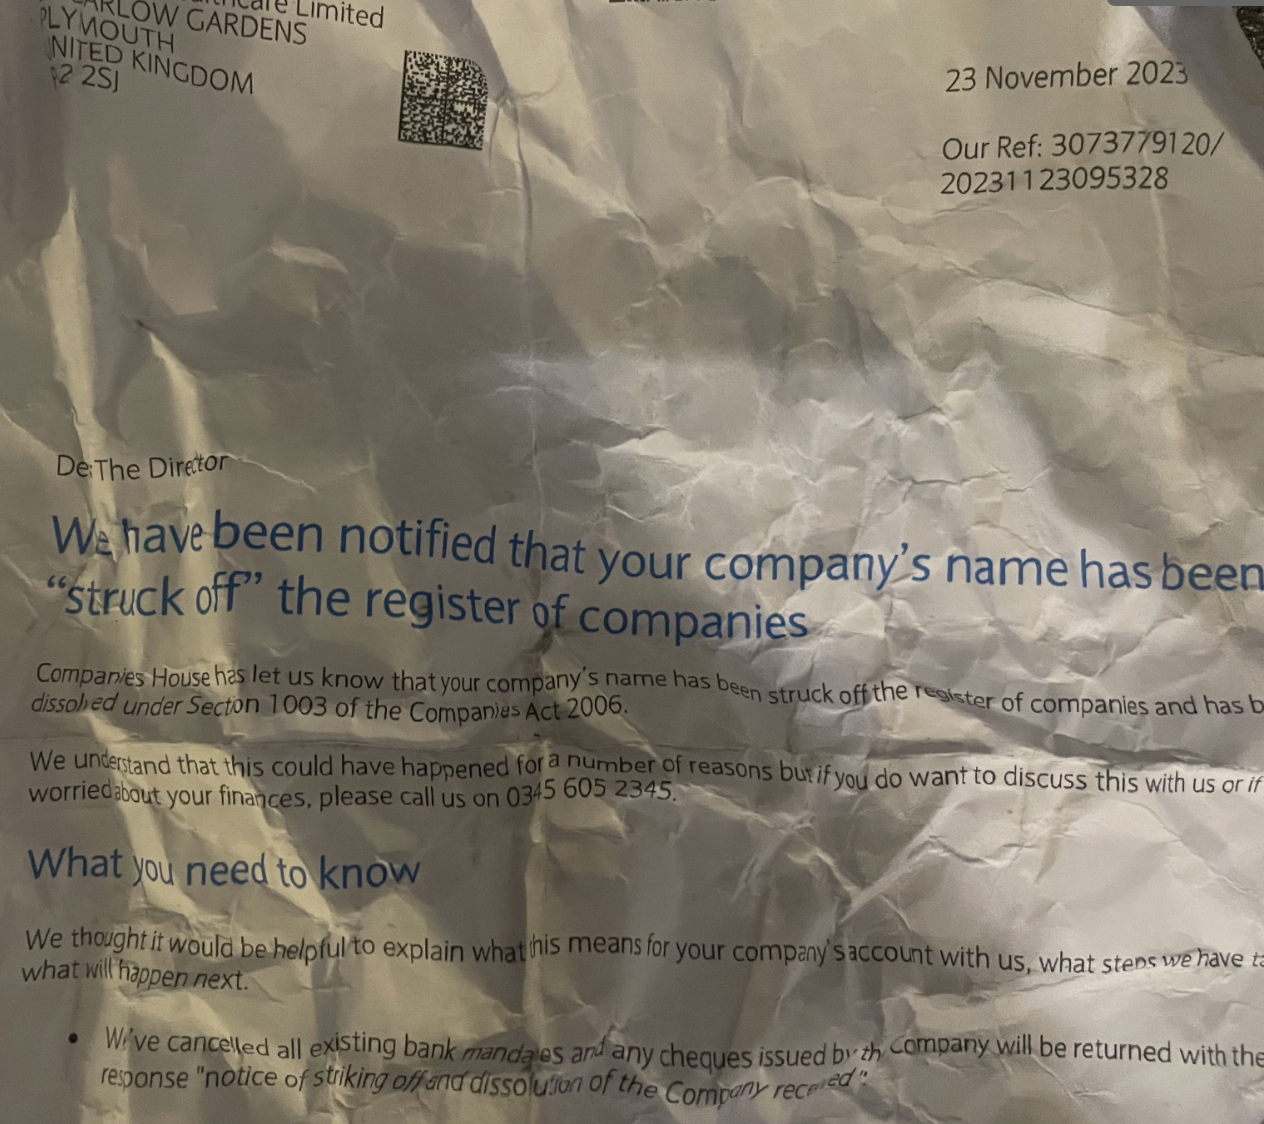 Limited
GARDENS
PLYMOUTH
UNITED KINGDOM
2SJ
23 November 2023
Our Ref: 3073779120/
20231123095328
The Director
We have been notified that your company's name has been
“struck off” the register of companies
Companies House has let us know that your company's name has been struck off the register of companies and has b
dissolved under Section 1003 of the Companies Act 2006.
We understand that this could have happened for a number of reasons but if you do want to discuss this with us or if
worried about your finances, please call us on 0345 605 2345.
What you need to know
We thought it would be helpful to explain what this means for your company's account with us, what steps we have ta
what will happen next.
• We've cancelled all existing bank mandates and any cheques issued by th Company will be returned with the
response "notice of striking off and dissolution of the Company received".